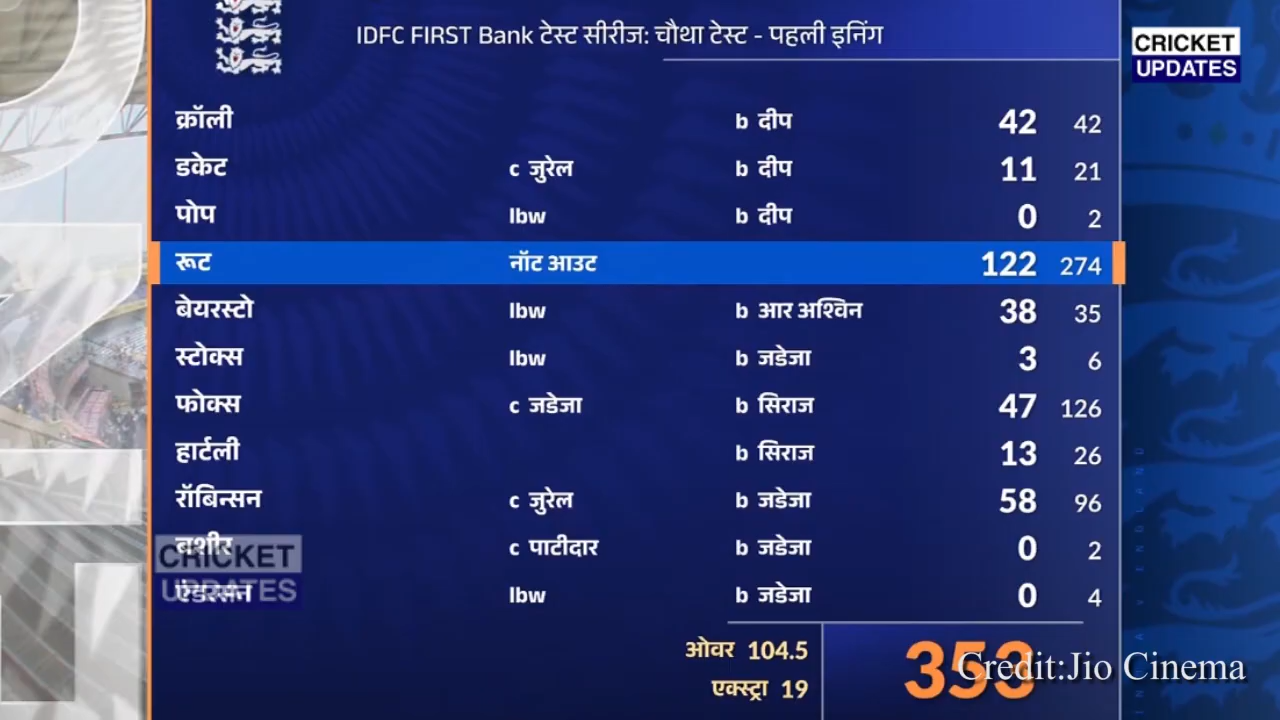 IDFC FIRST Bank टेस्ट सीरीज: चौथा टेस्ट - पहली इनिंग
CRICKET
UPDATES
क्रॉली b दीप 42 42
डकेट c जुरेल b दीप 11 21
पोप lbw b दीप 0 2
रूट नॉट आउट 122 274
बेयरस्टो lbw b आर अश्विन 38 35
स्टोक्स lbw b जडेजा 3 6
फोक्स c जडेजा b सिराज 47 126
हार्टली b सिराज 13 26
रॉबिन्सन c जुरेल b जडेजा 58 96
बशीर c पाटीदार b जडेजा 0 2
CRICKET
UPDATES
एंडरसन lbw b जडेजा 0 4
ओवर 104.5
एक्स्ट्रा 19
353
Credit:Jio Cinema